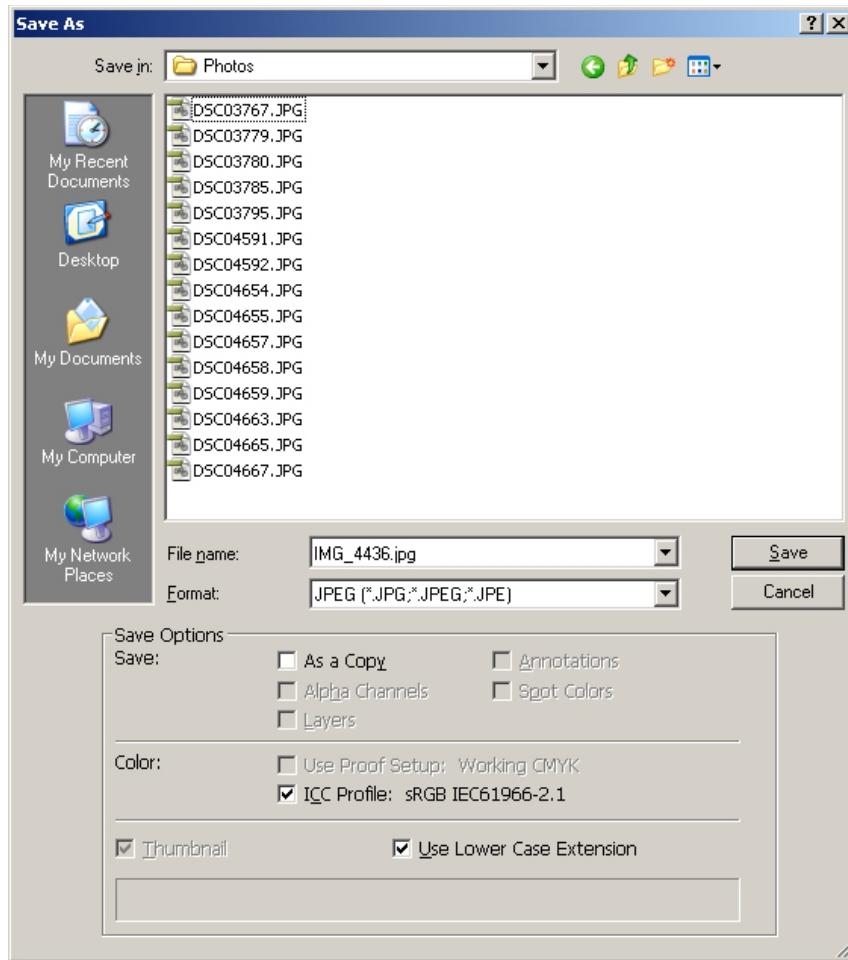 Save As
Save in: Photos
DSC03767.JPG
DSC03779.JPG
DSC03780.JPG
DSC03785.JPG
DSC03795.JPG
DSC04591.JPG
DSC04592.JPG
DSC04654.JPG
DSC04655.JPG
DSC04657.JPG
DSC04658.JPG
DSC04659.JPG
DSC04663.JPG
DSC04665.JPG
DSC04667.JPG
My Recent
Documents
Desktop
My Documents
My Computer
My Network
Places
File name: IMG_4436.jpg Save
Format: JPEG (*.JPG;*.JPEG;*.JPE) Cancel
Save Options
Save: As a Copy Annotations
Alpha Channels Spot Colors
Layers
Color: Use Proof Setup: Working CMYK
ICC Profile: sRGB IEC61966-2.1
Thumbnail Use Lower Case Extension